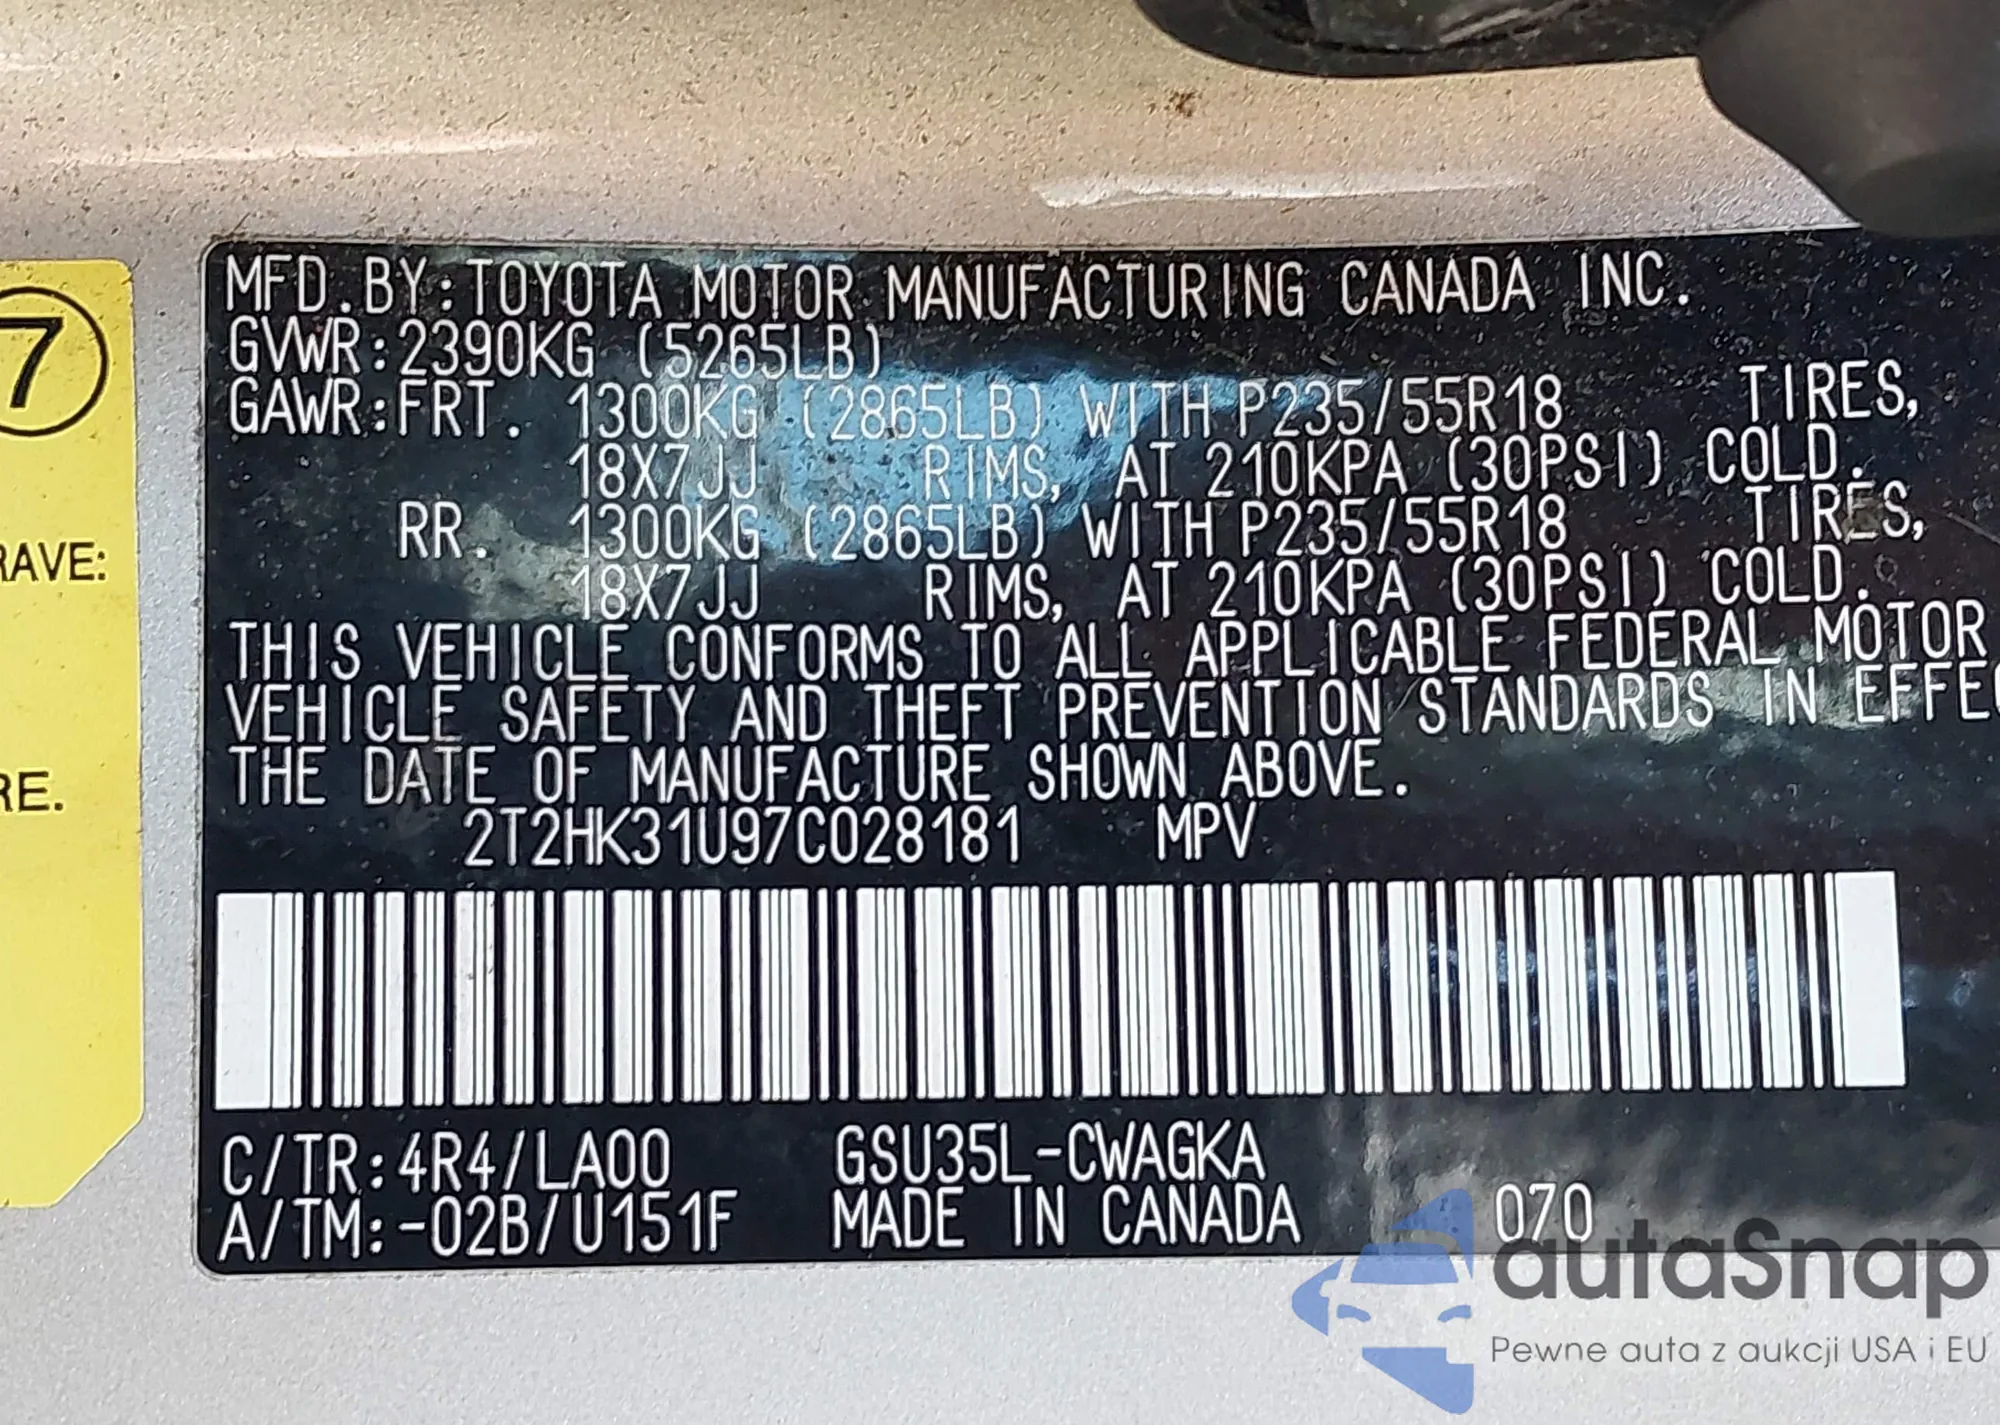 7
RAVE:
RE.
MFD.BY:TOYOTA MOTOR MANUFACTURING CANADA INC.
GVWR:2390KG (5265LB)
GAWR:FRT. 1300KG (2865LB) WITH P235/55R18 TIRES,
18X7JJ RIMS, AT 210KPA (30PSI) COLD.
RR. 1300KG (2865LB) WITH P235/55R18 TIRES,
18X7JJ RIMS, AT 210KPA (30PSI) COLD.
THIS VEHICLE CONFORMS TO ALL APPLICABLE FEDERAL MOTOR
VEHICLE SAFETY AND THEFT PREVENTION STANDARDS IN EFFEC
THE DATE OF MANUFACTURE SHOWN ABOVE.
2T2HK31U97C028181 MPV
C/TR:4R4/LA00 GSU35L-CWAGKA
A/TM:-02B/U151F MADE IN CANADA 070
autaSnap
Pewne auta z aukcji USA i EU